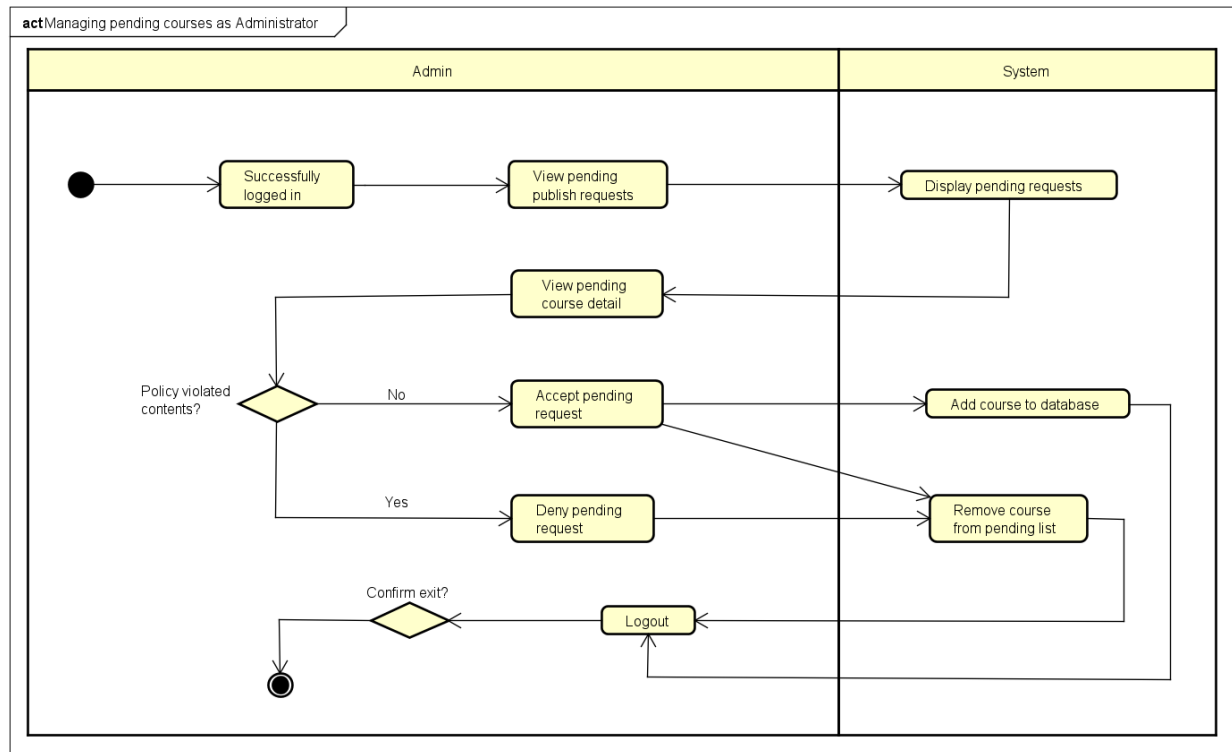 act Managing pending courses as Administrator
Admin
System
Successfully
logged in
View pending
publish requests
Display pending requests
View pending
course detail
Policy violated
contents?
No
Accept pending
request
Add course to database
Yes
Deny pending
request
Remove course
from pending list
Confirm exit?
Logout